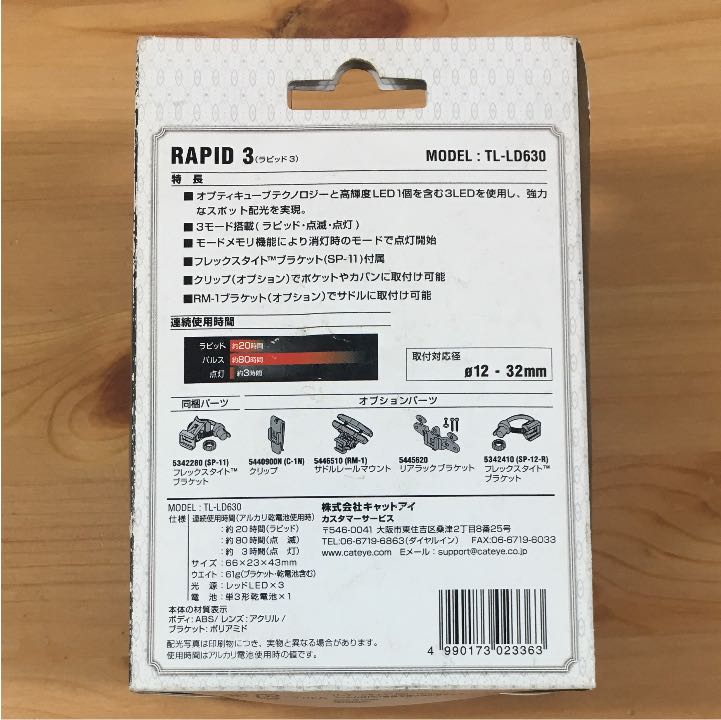 RAPID 3(ラピッド3) MODEL : TL-LD630
特 長
■オプティキューブテクノロジーと高輝度LED1個を含む3LEDを使用し、強力
なスポット配光を実現。
■3モード搭載(ラピッド・点滅・点灯)
■モードメモリ機能により消灯時のモードで点灯開始
■フレックスタイト™ブラケット(SP-11)付属
■クリップ(オプション)でポケットやカバンに取付け可能
■RM-1ブラケット(オプション)でサドルに取付け可能
連続使用時間
ラピッド 約20時間
パルス 約80時間
点灯 約3時間
取付対応径
ø12 - 32mm
同梱パーツ
オプションパーツ
5342280 (SP-11)
フレックスタイト™
ブラケット
5440900N (C-1N)
クリップ
5446510 (RM-1)
サドルレールマウント
5445620
リアラックブラケット
5342410 (SP-12-R)
フレックスタイト™
ブラケット
MODEL : TL-LD630
仕様 連続使用時間(アルカリ乾電池使用時)
: 約20時間(ラピッド)
: 約80時間(点 滅)
: 約 3時間(点 灯)
サイズ : 66×23×43mm
ウエイト : 61g(ブラケット・乾電池含む)
光 源 : レッドLED×3
電 池 : 単3形乾電池×1
本体の材質表示
ボディ: ABS/ レンズ: アクリル /
ブラケット: ポリアミド
配光写真は印刷物につき、実物と異なる場合があります。
使用時間はアルカリ電池使用時の値です。
株式会社キャットアイ
カスタマーサービス
〒546-0041 大阪市東住吉区桑津2丁目8番25号
TEL:06-6719-6863(ダイヤルイン) FAX:06-6719-6033
www.cateye.com Eメール : support@cateye.co.jp
4 990173 023363